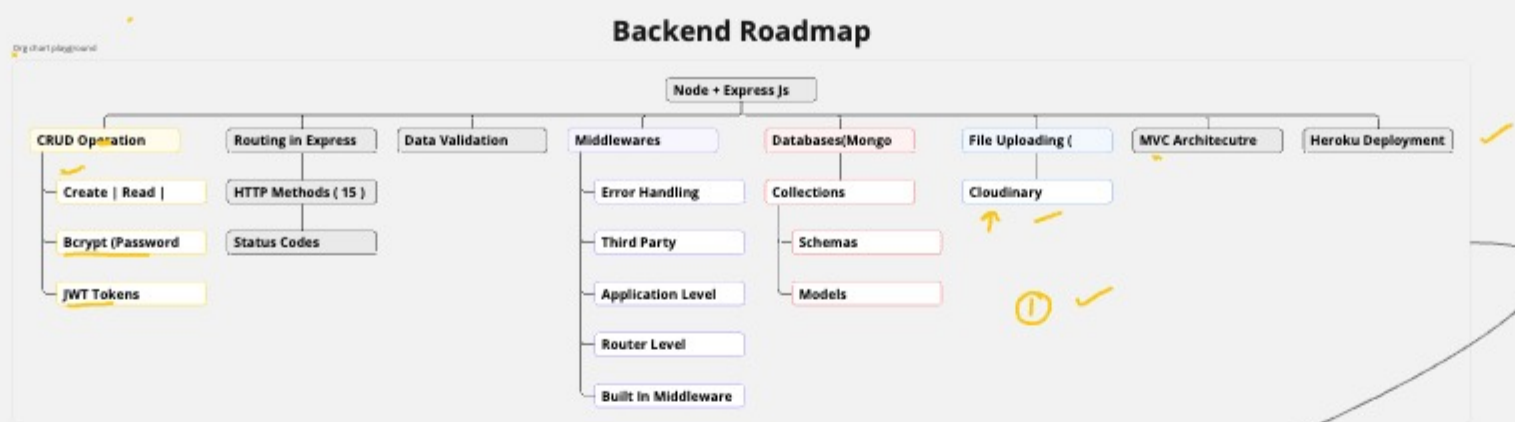 Backend Roadmap
Org chart playground
Node + Express Js
CRUD Operation
Routing in Express
Data Validation
Middlewares
Databases(Mongo
File Uploading (
MVC Architecutre
Heroku Deployment
Create | Read |
HTTP Methods ( 15 )
Error Handling
Collections
Cloudinary
Bcrypt (Password
Status Codes
Third Party
Schemas
JWT Tokens
Application Level
Models
1
Router Level
Built In Middleware